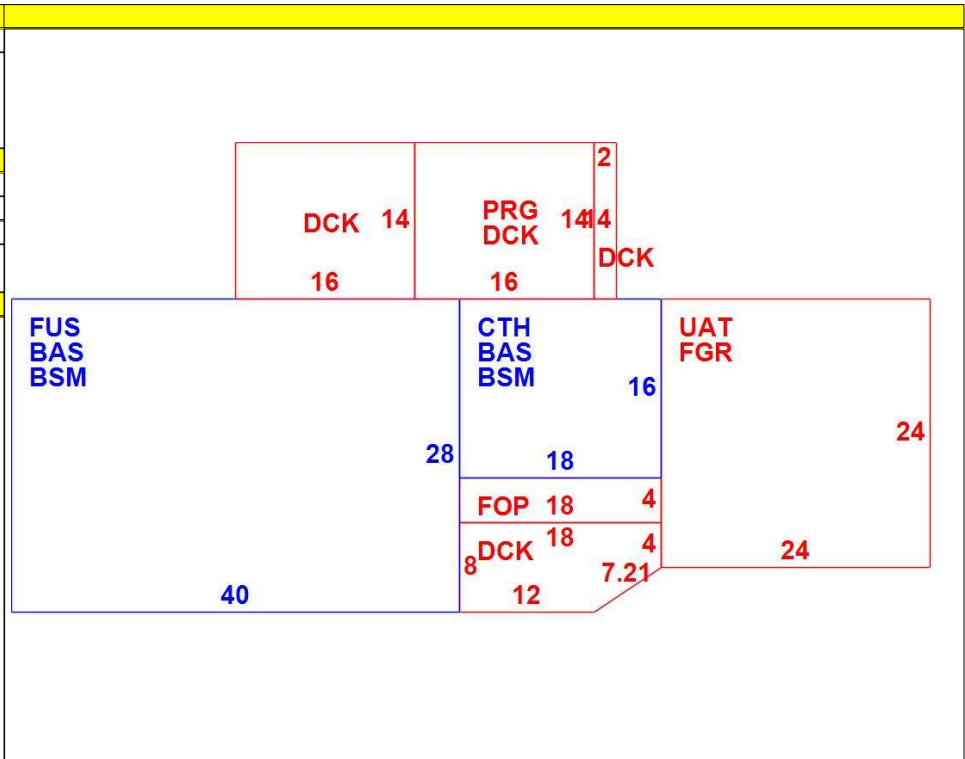 2
DCK 14
PRG
DCK
14
14
DCK
16
16
FUS
BAS
BSM
CTH
BAS
BSM
UAT
FGR
16
24
28
18
FOP 18 4
18
DCK
4
8
7.21
24
40
12